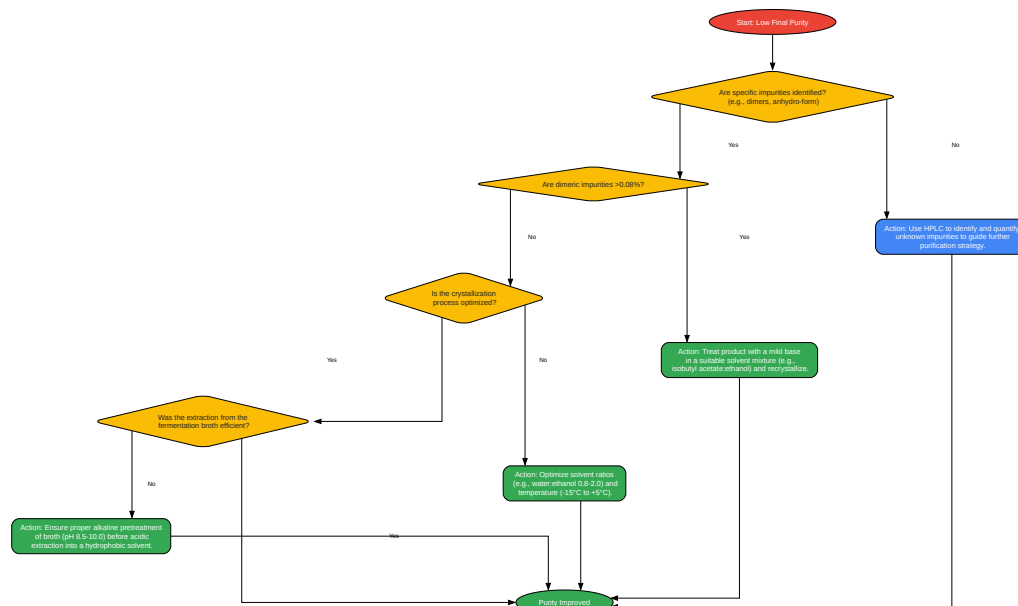 Start: Low Final Purity
Are specific impurities identified?
(e.g., dimers, anhydro-form)
Yes
No
Are dimeric impurities >0.08%?
Action: Use HPLC to identify and quantify
unknown impurities to guide further
purification strategy.
No
Yes
Is the crystallization
process optimized?
Yes
No
Action: Treat product with a mild base
in a suitable solvent mixture (e.g.,
isobutyl acetate:ethanol) and recrystallize.
Was the extraction from the
fermentation broth efficient?
No
Action: Optimize solvent ratios
(e.g., water:ethanol 0.8-2.0) and
temperature (-15°C to +5°C).
Action: Ensure proper alkaline pretreatment
of broth (pH 8.5-10.0) before acidic
extraction into a hydrophobic solvent.
Yes
Purity Improved